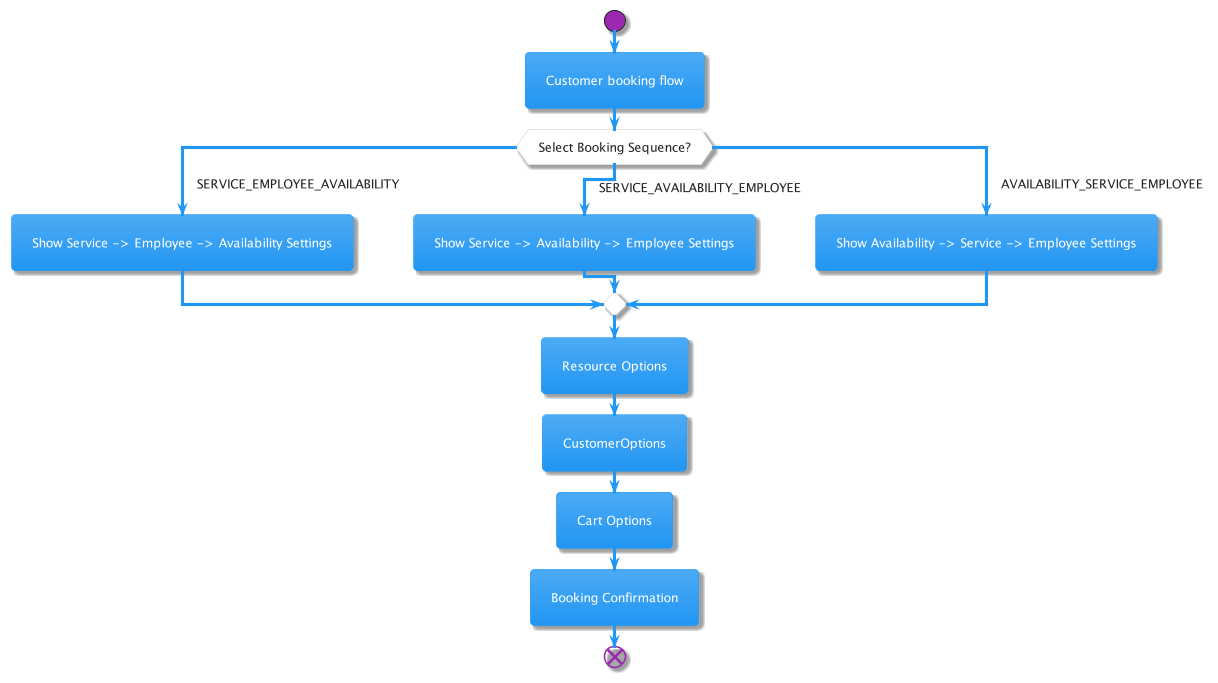 Customer booking flow
Select Booking Sequence?
SERVICE_EMPLOYEE_AVAILABILITY
SERVICE_AVAILABILITY_EMPLOYEE
AVAILABILITY_SERVICE_EMPLOYEE
Show Service -> Employee -> Availability Settings
Show Service -> Availability -> Employee Settings
Show Availability -> Service -> Employee Settings
Resource Options
CustomerOptions
Cart Options
Booking Confirmation